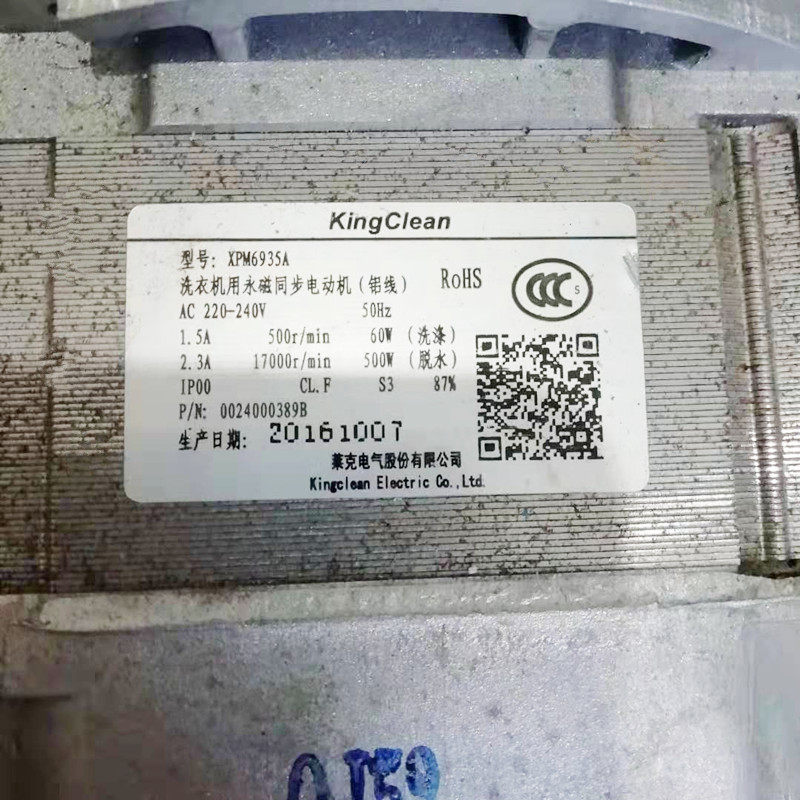 KingClean
型号: XPM6935A
洗衣机用永磁同步电动机(铝线) RoHS
CCC S
AC 220-240V 50Hz
1.5A 500r/min 60W (洗涤)
2.3A 17000r/min 500W (脱水)
IP00 CL.F S3 87%
P/N: 0024000389B
生产日期: 20161007
莱克电气股份有限公司
Kingclean Electric Co.,Ltd.